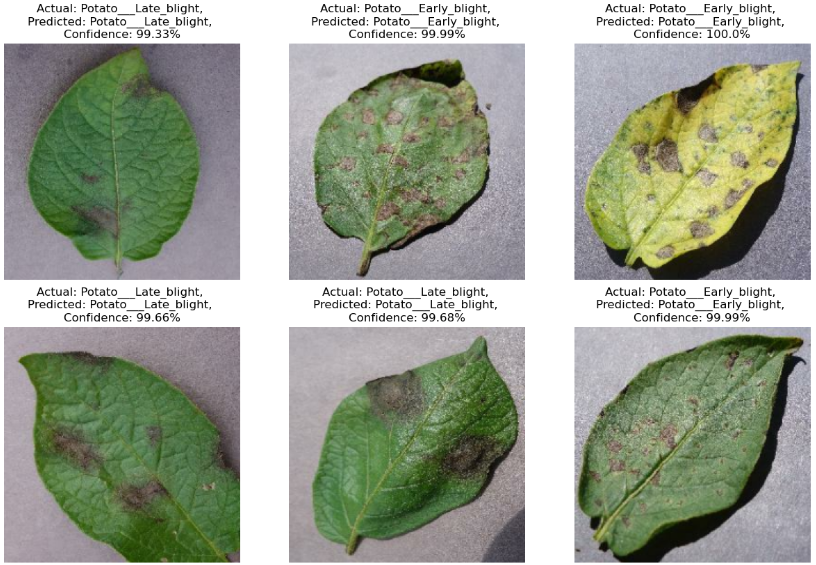 Actual: Potato___Late_blight,
Predicted: Potato___Late_blight,
Confidence: 99.33%
Actual: Potato___Early_blight,
Predicted: Potato___Early_blight,
Confidence: 99.99%
Actual: Potato___Early_blight,
Predicted: Potato___Early_blight,
Confidence: 100.0%
Actual: Potato___Late_blight,
Predicted: Potato___Late_blight,
Confidence: 99.66%
Actual: Potato___Late_blight,
Predicted: Potato___Late_blight,
Confidence: 99.68%
Actual: Potato___Early_blight,
Predicted: Potato___Early_blight,
Confidence: 99.99%